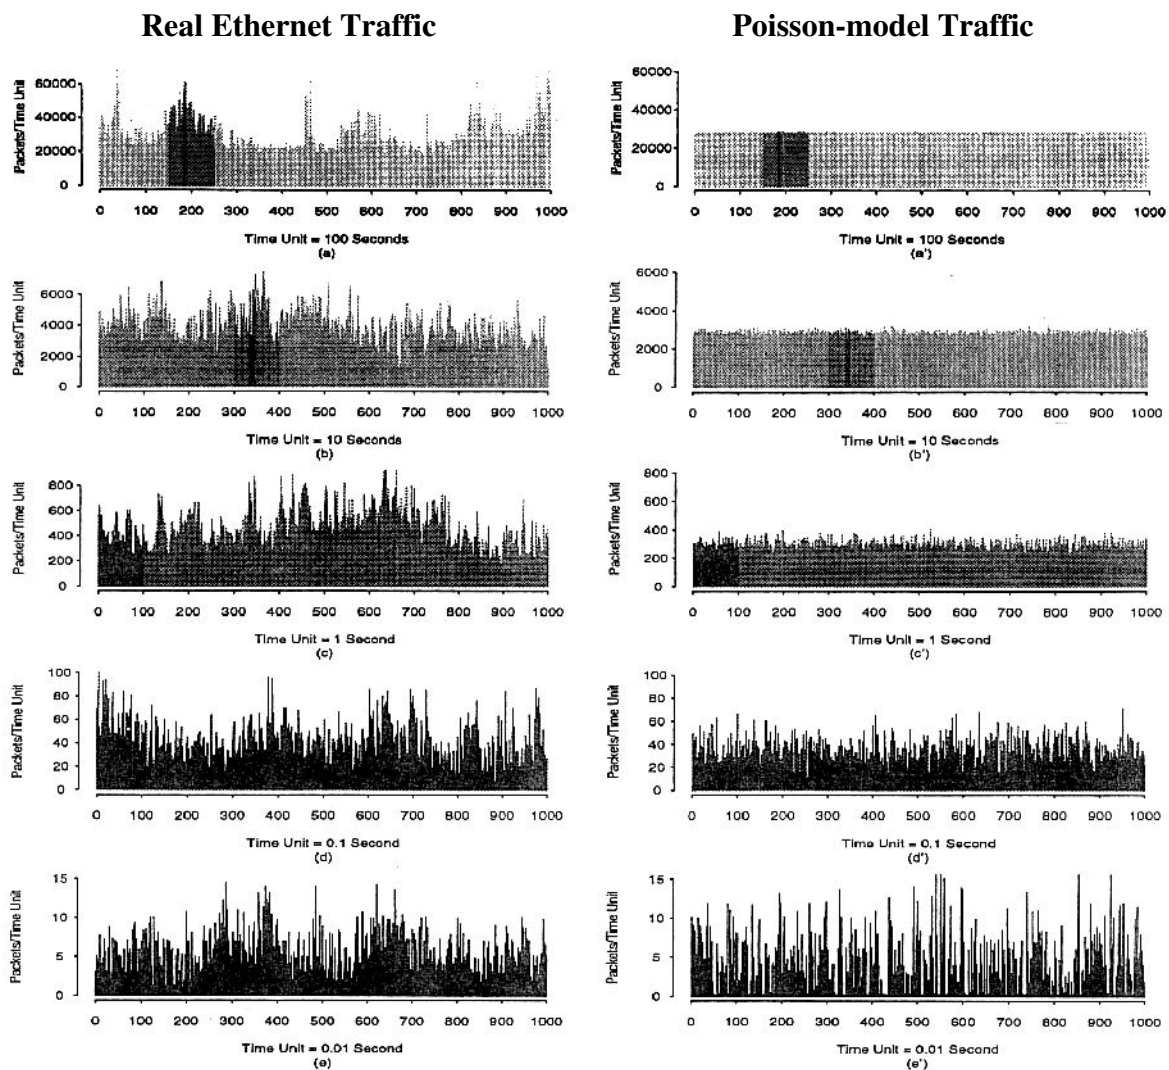 Real Ethernet Traffic
Packets/Time Unit
60000
40000
20000
0
0 100 200 300 400 500 600 700 800 900 1000
Time Unit = 100 Seconds
(a)
Packets/Time Unit
6000
4000
2000
0
0 100 200 300 400 500 600 700 800 900 1000
Time Unit = 10 Seconds
(b)
Packets/Time Unit
800
600
400
200
0
0 100 200 300 400 500 600 700 800 900 1000
Time Unit = 1 Second
(c)
Packets/Time Unit
100
80
60
40
20
0
0 100 200 300 400 500 600 700 800 900 1000
Time Unit = 0.1 Second
(d)
Packets/Time Unit
15
10
5
0
0 100 200 300 400 500 600 700 800 900 1000
Time Unit = 0.01 Second
(e)
Poisson-model Traffic
Packets/Time Unit
60000
40000
20000
0
0 100 200 300 400 500 600 700 800 900 1000
Time Unit = 100 Seconds
(a')
Packets/Time Unit
6000
4000
2000
0
0 100 200 300 400 500 600 700 800 900 1000
Time Unit = 10 Seconds
(b')
Packets/Time Unit
800
600
400
200
0
0 100 200 300 400 500 600 700 800 900 1000
Time Unit = 1 Second
(c')
Packets/Time Unit
100
80
60
40
20
0
0 100 200 300 400 500 600 700 800 900 1000
Time Unit = 0.1 Second
(d')
Packets/Time Unit
15
10
5
0
0 100 200 300 400 500 600 700 800 900 1000
Time Unit = 0.01 Second
(e')